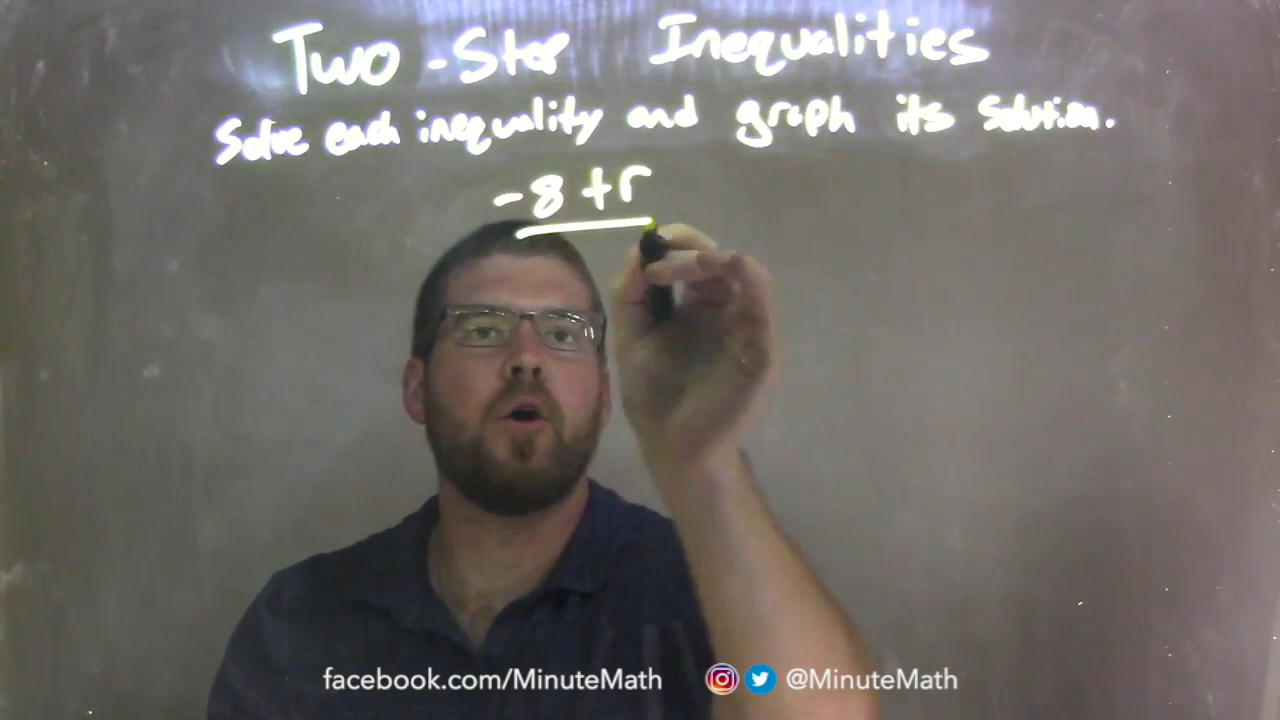 Two-Step Inequalities
Solve each inequality and graph its solution.
-8 + r
facebook.com/MinuteMath @MinuteMath